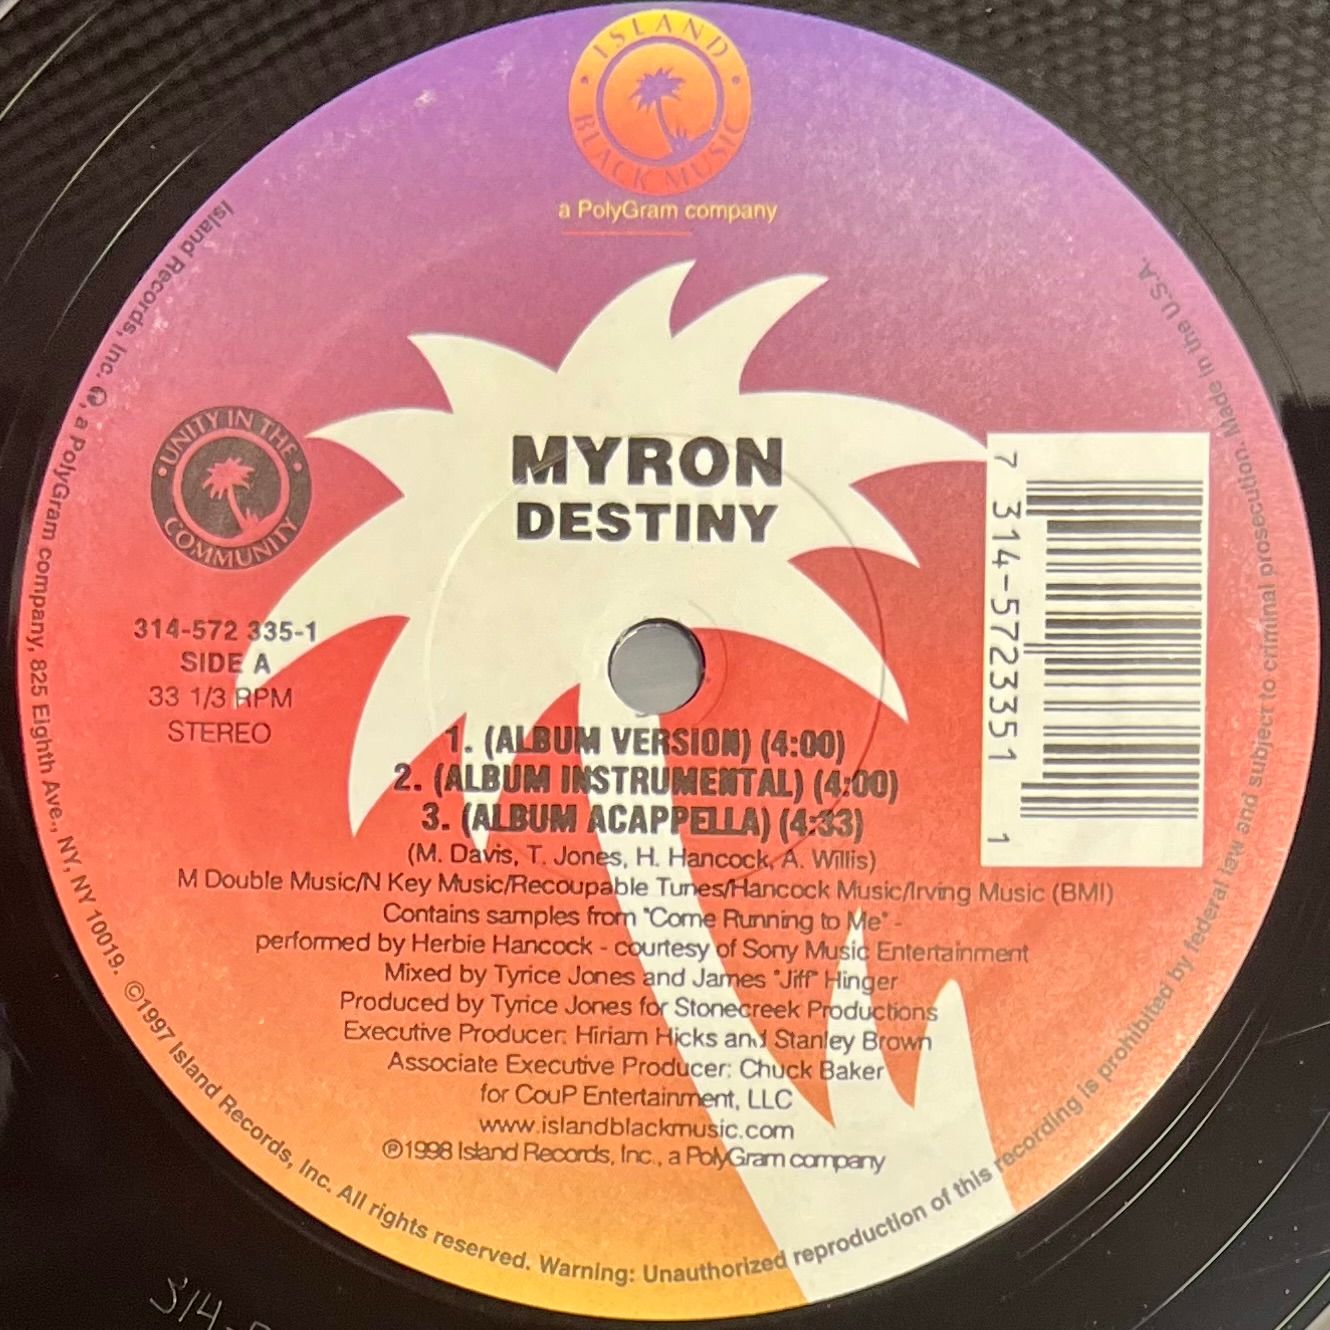 ISLAND
BLACK MUSIC
a PolyGram company
MYRON
DESTINY
UNITY IN THE
COMMUNITY
314-572 335-1
SIDE A
33 1/3 RPM
STEREO
7 314-5723351 1
1. (ALBUM VERSION) (4:00)
2. (ALBUM INSTRUMENTAL) (4:00)
3. (ALBUM ACAPPELLA) (4:33)
(M. Davis, T. Jones, H. Hancock, A. Willis)
M Double Music/N Key Music/Recoupable Tunes/Hancock Music/Irving Music (BMI)
Contains samples from "Come Running to Me" -
performed by Herbie Hancock - courtesy of Sony Music Entertainment
Mixed by Tyrice Jones and James "Jiff" Hinger
Produced by Tyrice Jones for Stonecreek Productions
Executive Producer: Hiriam Hicks and Stanley Brown
Associate Executive Producer: Chuck Baker
for CouP Entertainment, LLC
www.islandblackmusic.com
℗1998 Island Records, Inc., a PolyGram company
Island Records, Inc. ℗, a PolyGram company, 825 Eighth Ave., NY, NY 10019. ©1997 Island Records, Inc. All rights reserved. Warning: Unauthorized reproduction of this recording is prohibited by federal law and subject to criminal prosecution. Made in the U.S.A.
314-5